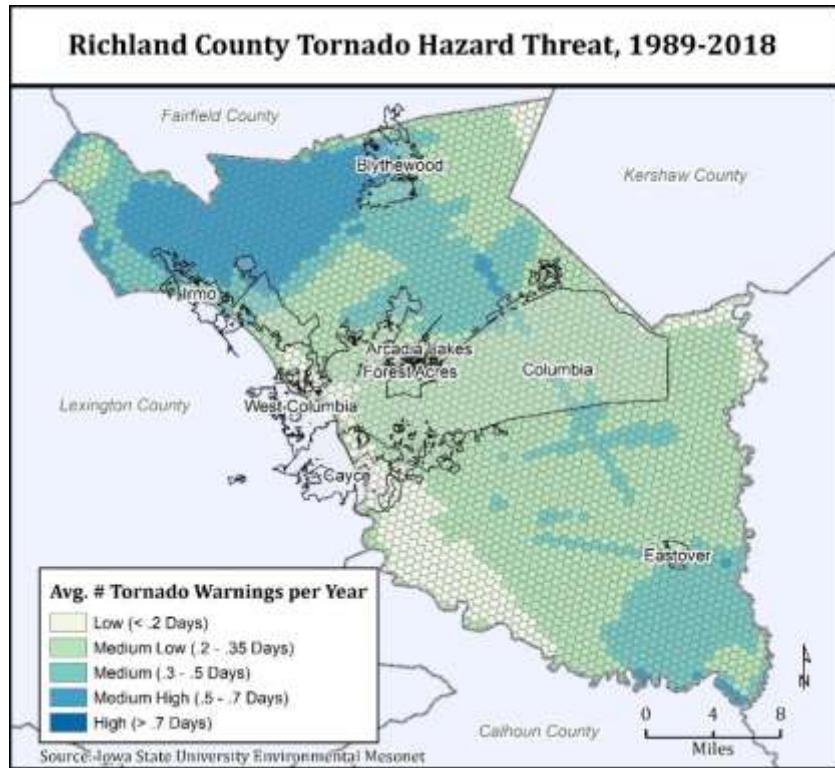 Richland County Tornado Hazard Threat, 1989-2018
Fairfield County
Blythewood
Kershaw County
Irmo
Arcadia Lakes
Forest Acres
Columbia
Lexington County
West Columbia
Cayce
Eastover
Avg. # Tornado Warnings per Year
Low (< .2 Days)
Medium Low (.2 - .35 Days)
Medium (.3 - .5 Days)
Medium High (.5 - .7 Days)
High (> .7 Days)
N
0 4 8
Miles
Calhoun County
Source:-Iowa State University Environmental Mesonet